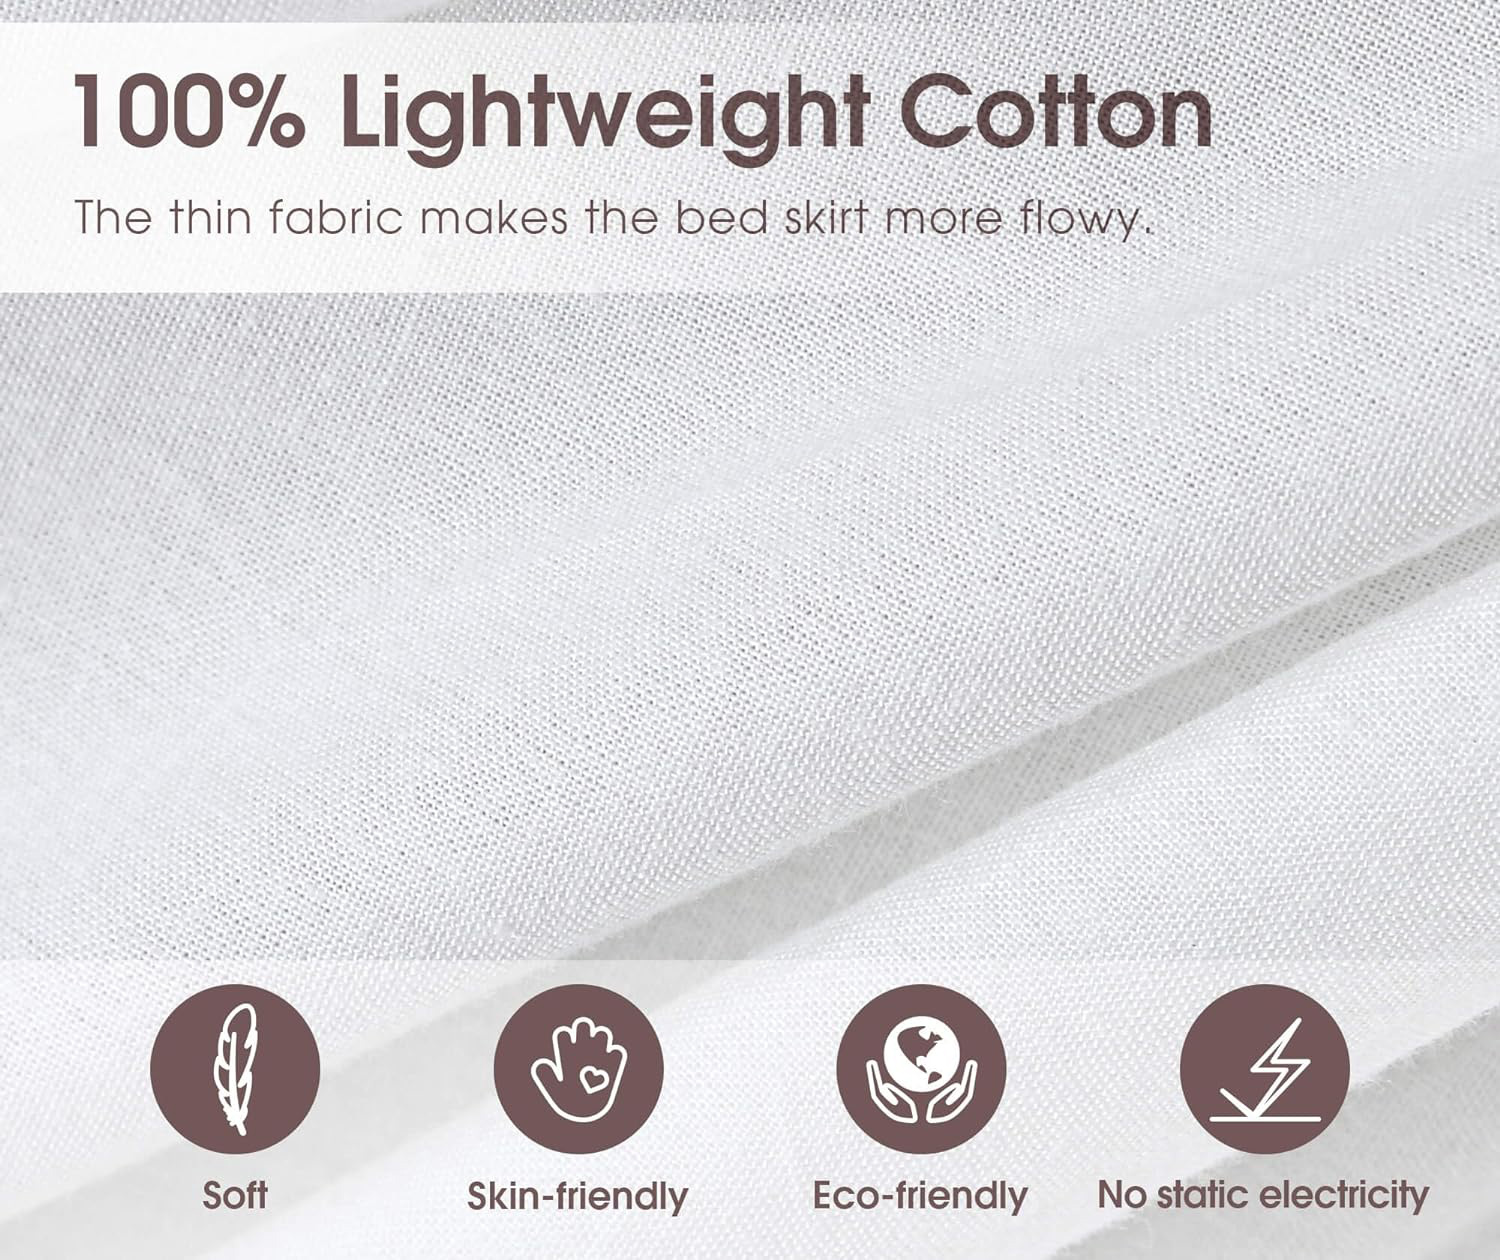 100% Lightweight Cotton
The thin fabric makes the bed skirt more flowy.
Soft
Skin-friendly
Eco-friendly
No static electricity